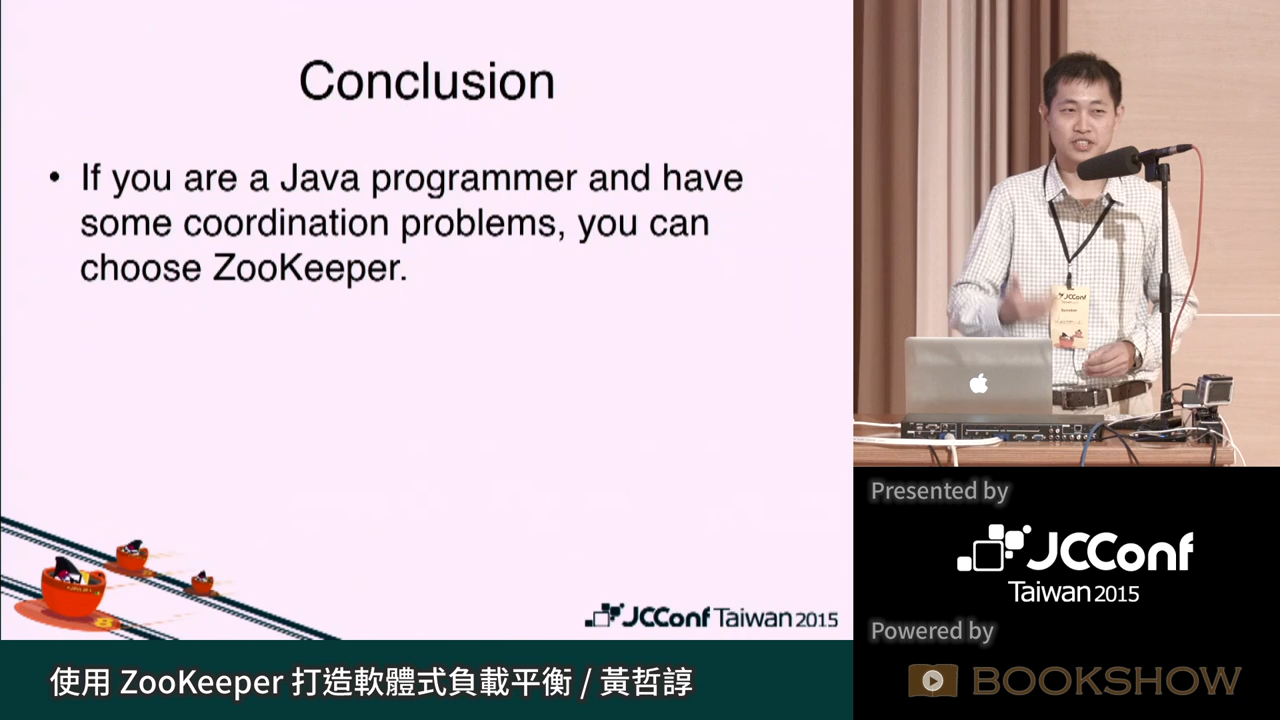 Conclusion
• If you are a Java programmer and have
some coordination problems, you can
choose ZooKeeper.
JCConf Taiwan 2015
使用 ZooKeeper 打造軟體式負載平衡 / 黃哲諄
JCConf
Presented by
JCConf
Taiwan 2015
Powered by
BOOKSHOW